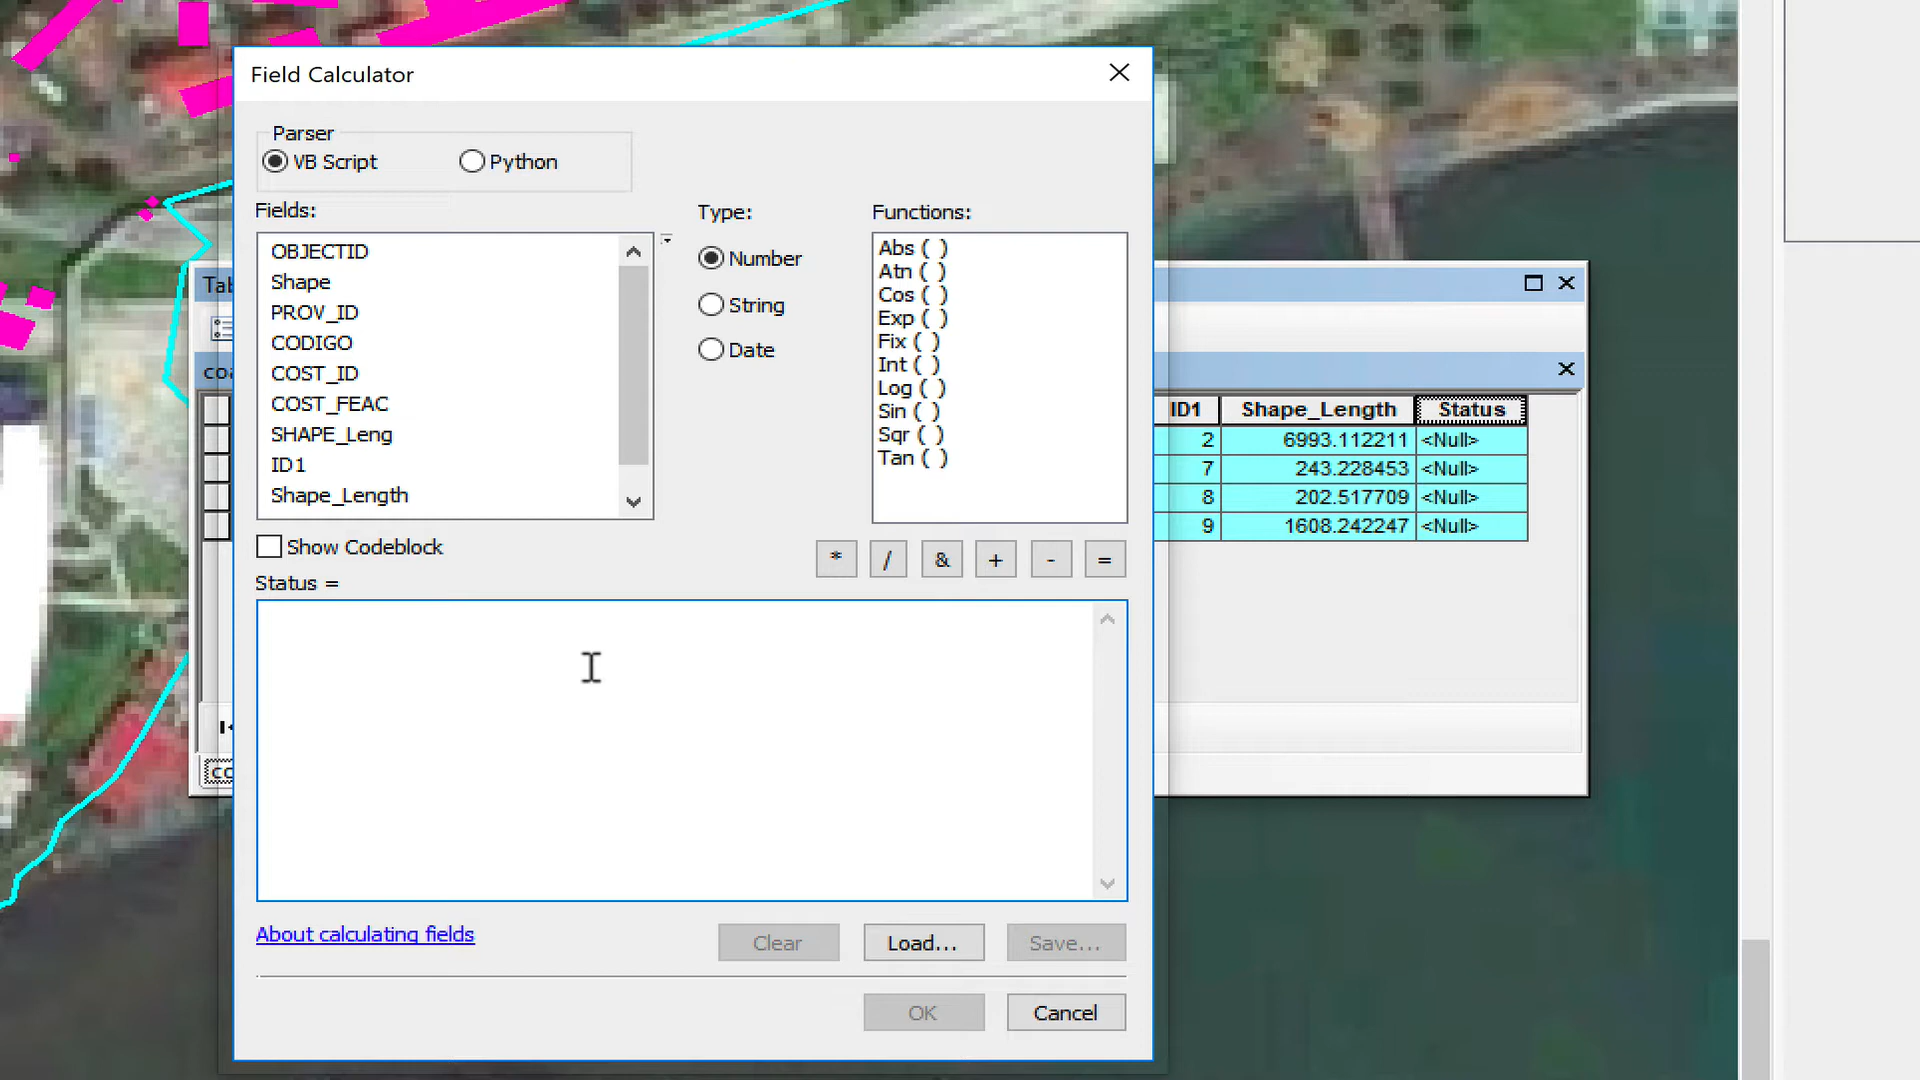 Field Calculator
Parser
VB Script
Python
Fields:
Type:
Functions:
OBJECTID
Shape
PROV_ID
CODIGO
COST_ID
COST_FEAC
SHAPE_Leng
ID1
Shape_Length
Number
String
Date
Abs ( )
Atn ( )
Cos ( )
Exp ( )
Fix ( )
Int ( )
Log ( )
Sin ( )
Sqr ( )
Tan ( )
Show Codeblock
* / & + - =
Status =
About calculating fields
Clear
Load...
Save...
OK
Cancel
ID1 Shape_Length Status
2 6993.112211 <Null>
7 243.228453 <Null>
8 202.517709 <Null>
9 1608.242247 <Null>